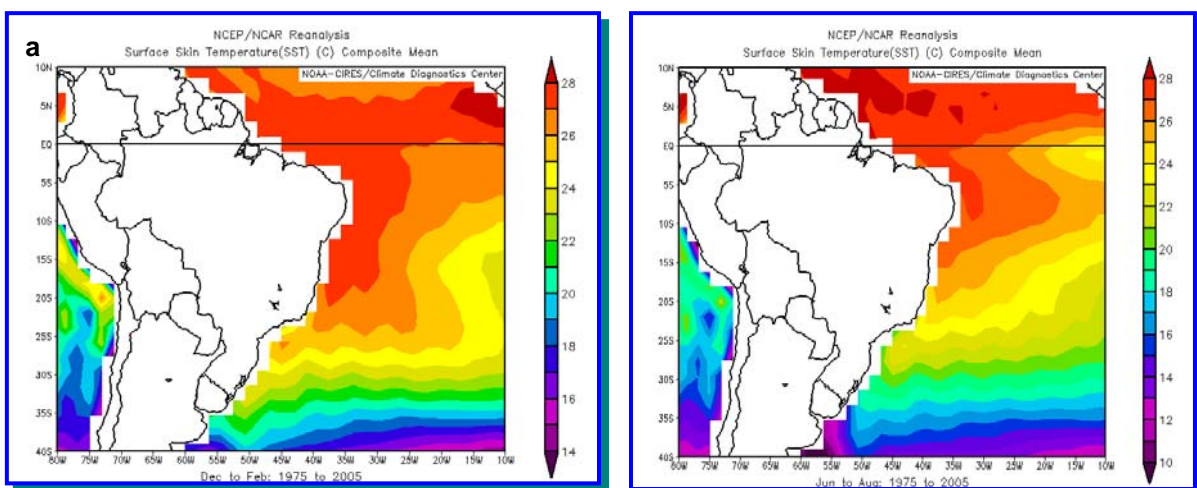 a
NCEP/NCAR Reanalysis
Surface Skin Temperature(SST) (C) Composite Mean
NOAA-CIRES/Climate Diagnostics Center
10N
5N
EQ
5S
10S
15S
20S
25S
30S
35S
40S
80W 75W 70W 65W 60W 55W 50W 45W 40W 35W 30W 25W 20W 15W 10W
28
26
24
22
20
18
16
14
Dec to Feb: 1975 to 2005
NCEP/NCAR Reanalysis
Surface Skin Temperature(SST) (C) Composite Mean
NOAA-CIRES/Climate Diagnostics Center
10N
5N
EQ
5S
10S
15S
20S
25S
30S
35S
40S
80W 75W 70W 65W 60W 55W 50W 45W 40W 35W 30W 25W 20W 15W 10W
28
26
24
22
20
18
16
14
12
10
Jun to Aug: 1975 to 2005